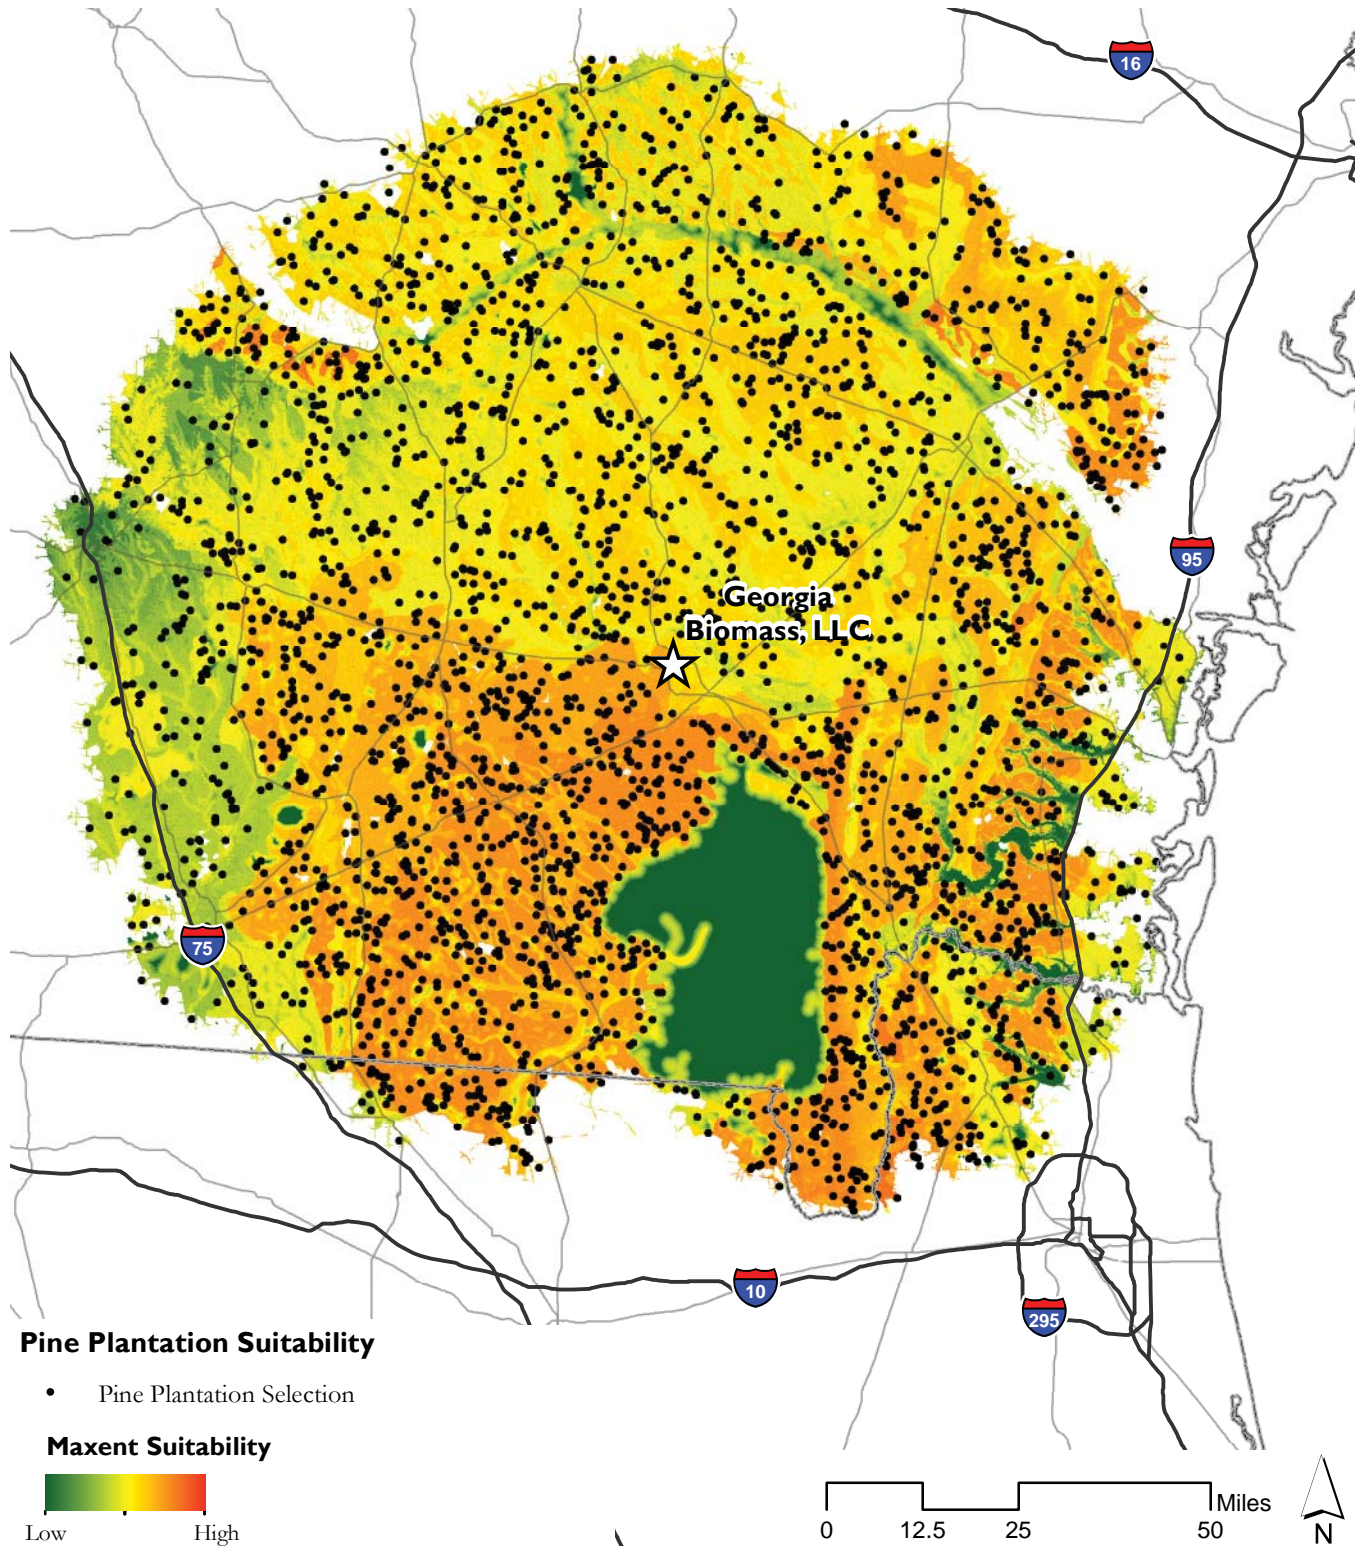 16
95
Georgia
Biomass, LLC
75
10
295
Pine Plantation Suitability
• Pine Plantation Selection
Maxent Suitability
Low High
Miles
0 12.5 25 50
N